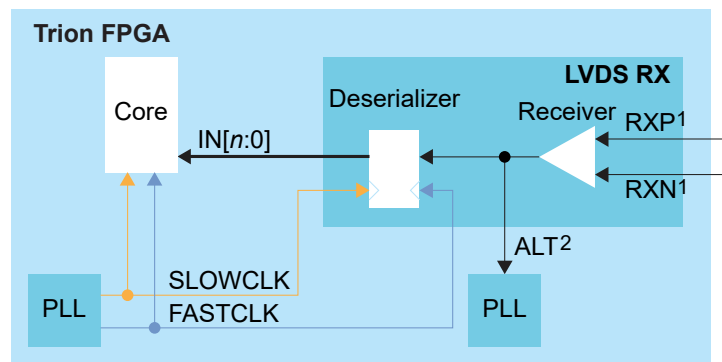 Trion FPGA
LVDS RX
Deserializer
Core
Receiver
RXP1
IN[n:0]
RXN1
ALT2
SLOWCLK
PLL
PLL
FASTCLK